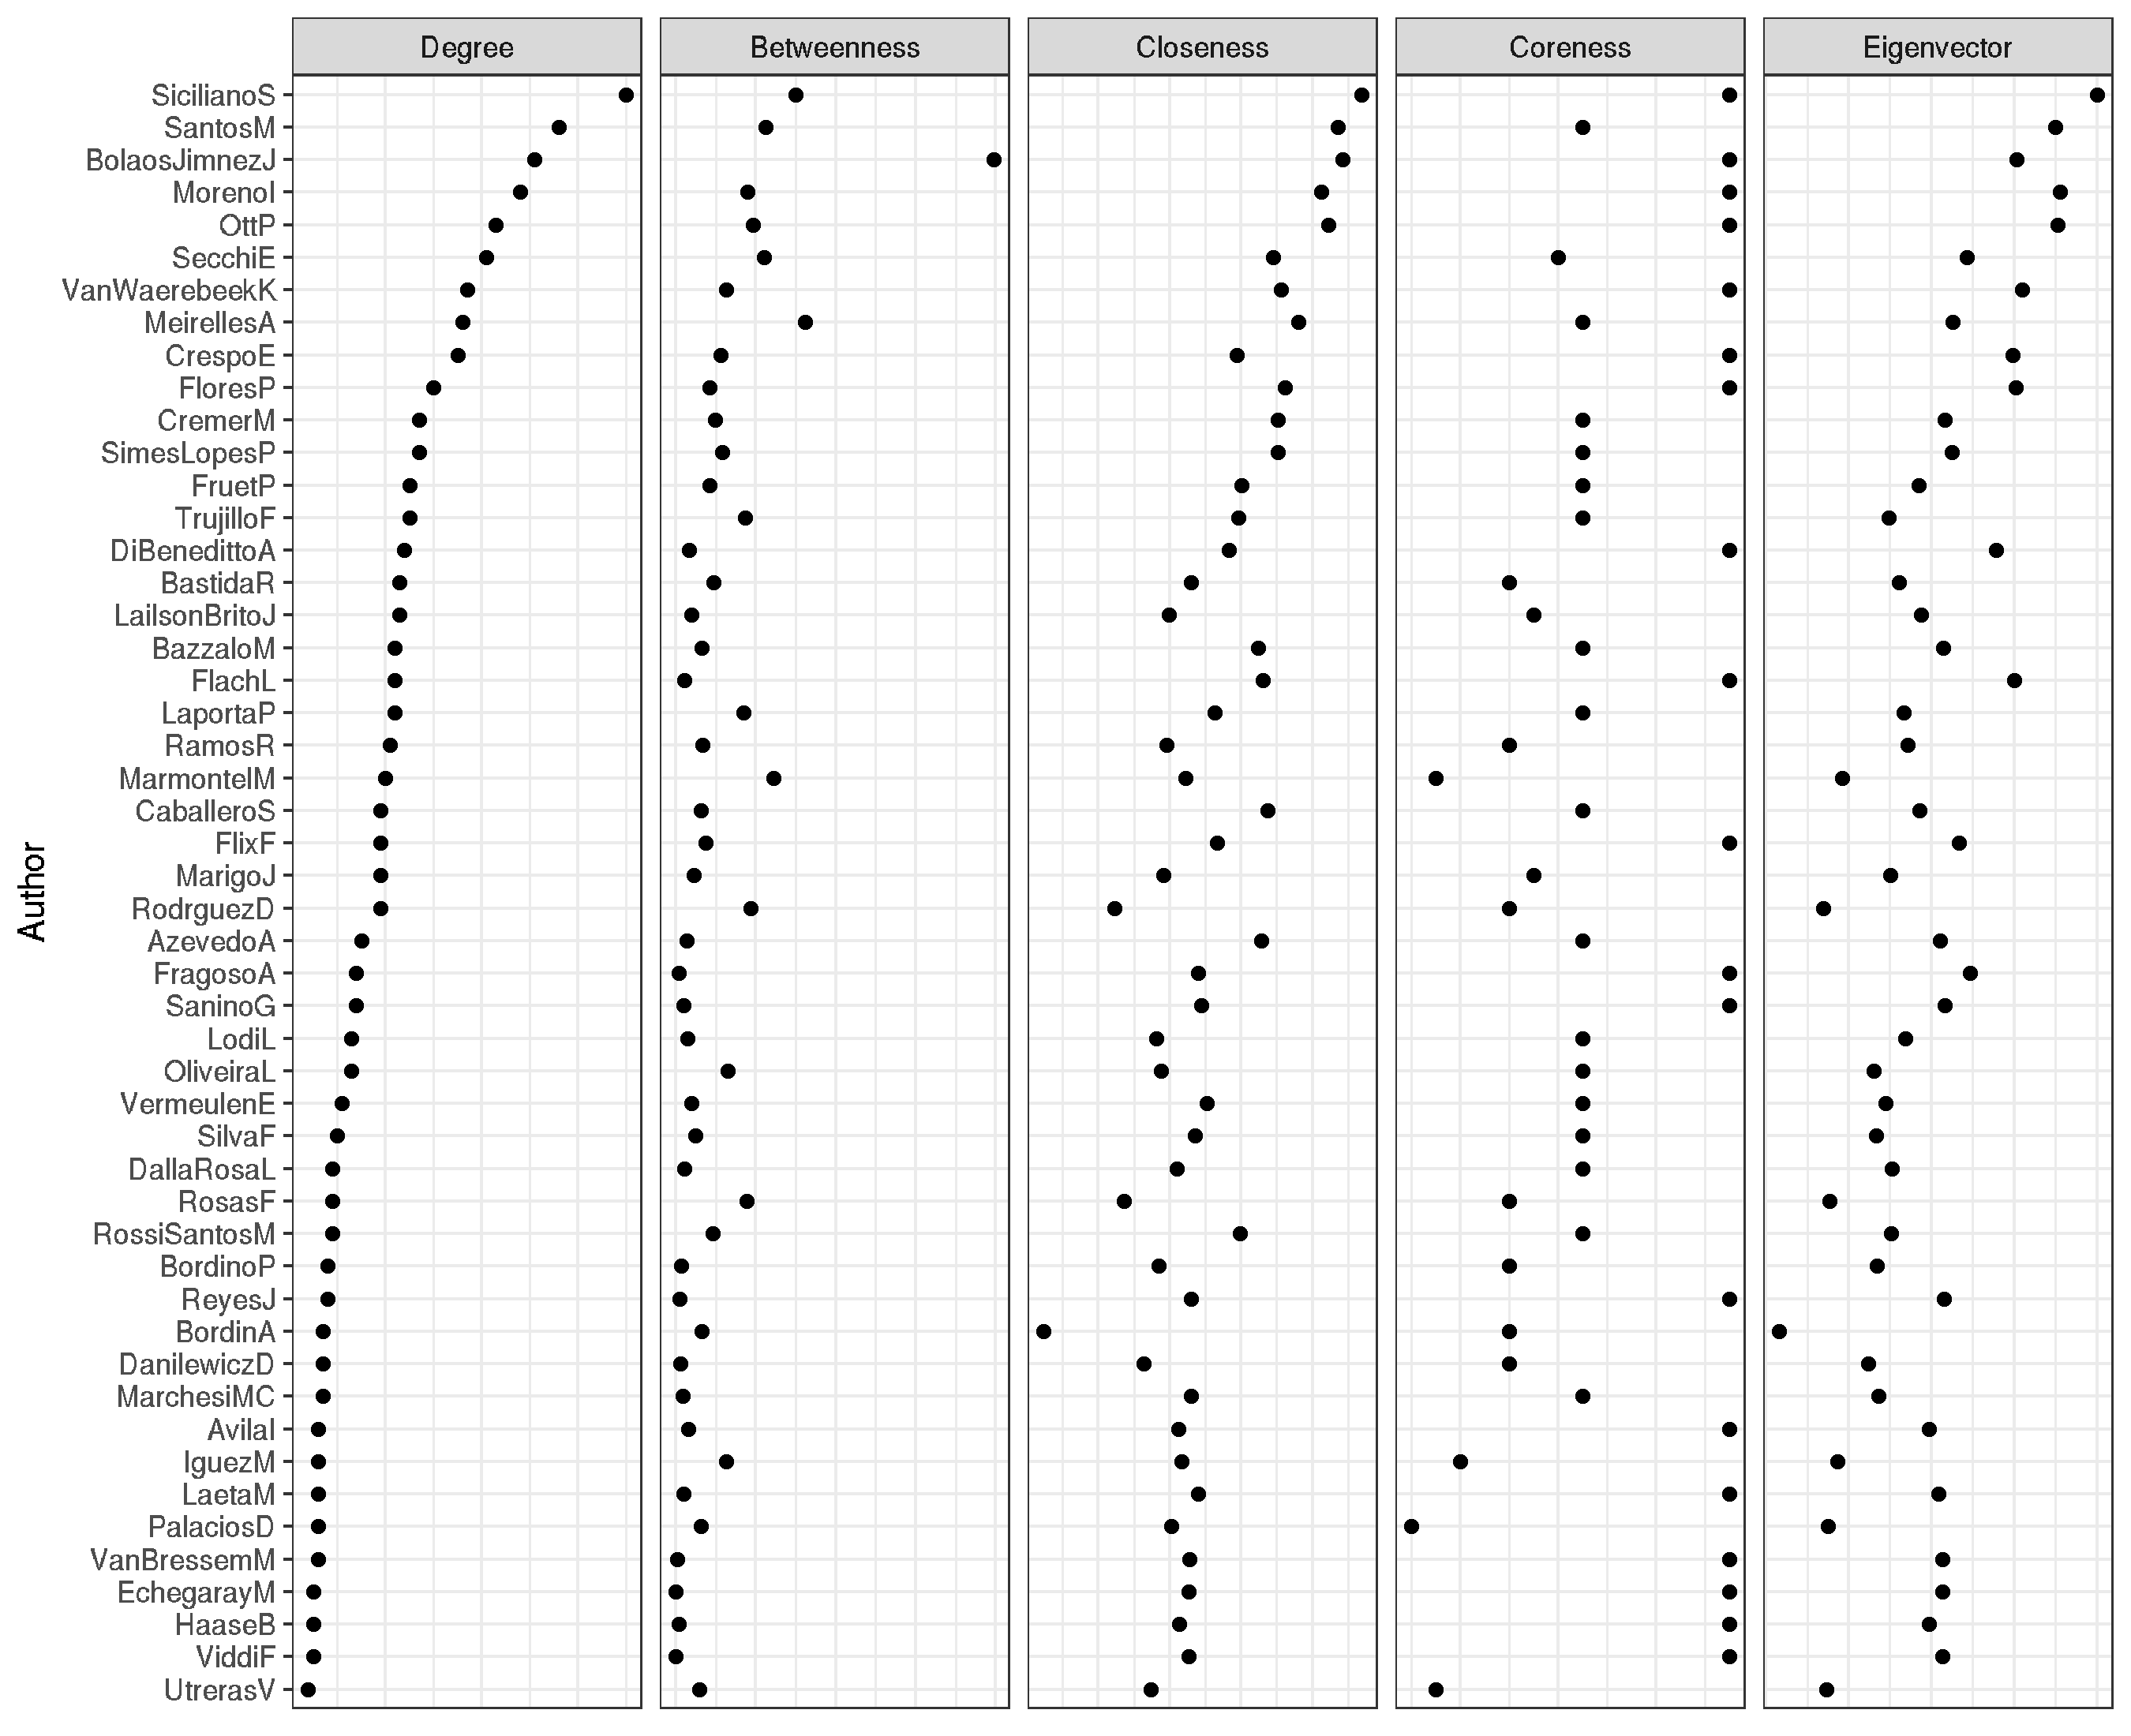 Degree
Betweenness
Closeness
Coreness
Eigenvector
Author
SicilianoS
SantosM
BolaosJimnezJ
MorenoI
OttP
SecchiE
VanWaerebeekK
MeirellesA
CrespoE
FloresP
CremerM
SimesLopesP
FruetP
TrujilloF
DiBenedittoA
BastidaR
LailsonBritoJ
BazzaloM
FlachL
LaportaP
RamosR
MarmontelM
CaballeroS
FlixF
MarigoJ
RodrguezD
AzevedoA
FragosoA
SaninoG
LodiL
OliveiraL
VermeulenE
SilvaF
DallaRosaL
RosasF
RossiSantosM
BordinoP
ReyesJ
BordinA
DanilewiczD
MarchesiMC
AvilaI
IguezM
LaetaM
PalaciosD
VanBressemM
EchegarayM
HaaseB
ViddiF
UtrerasV